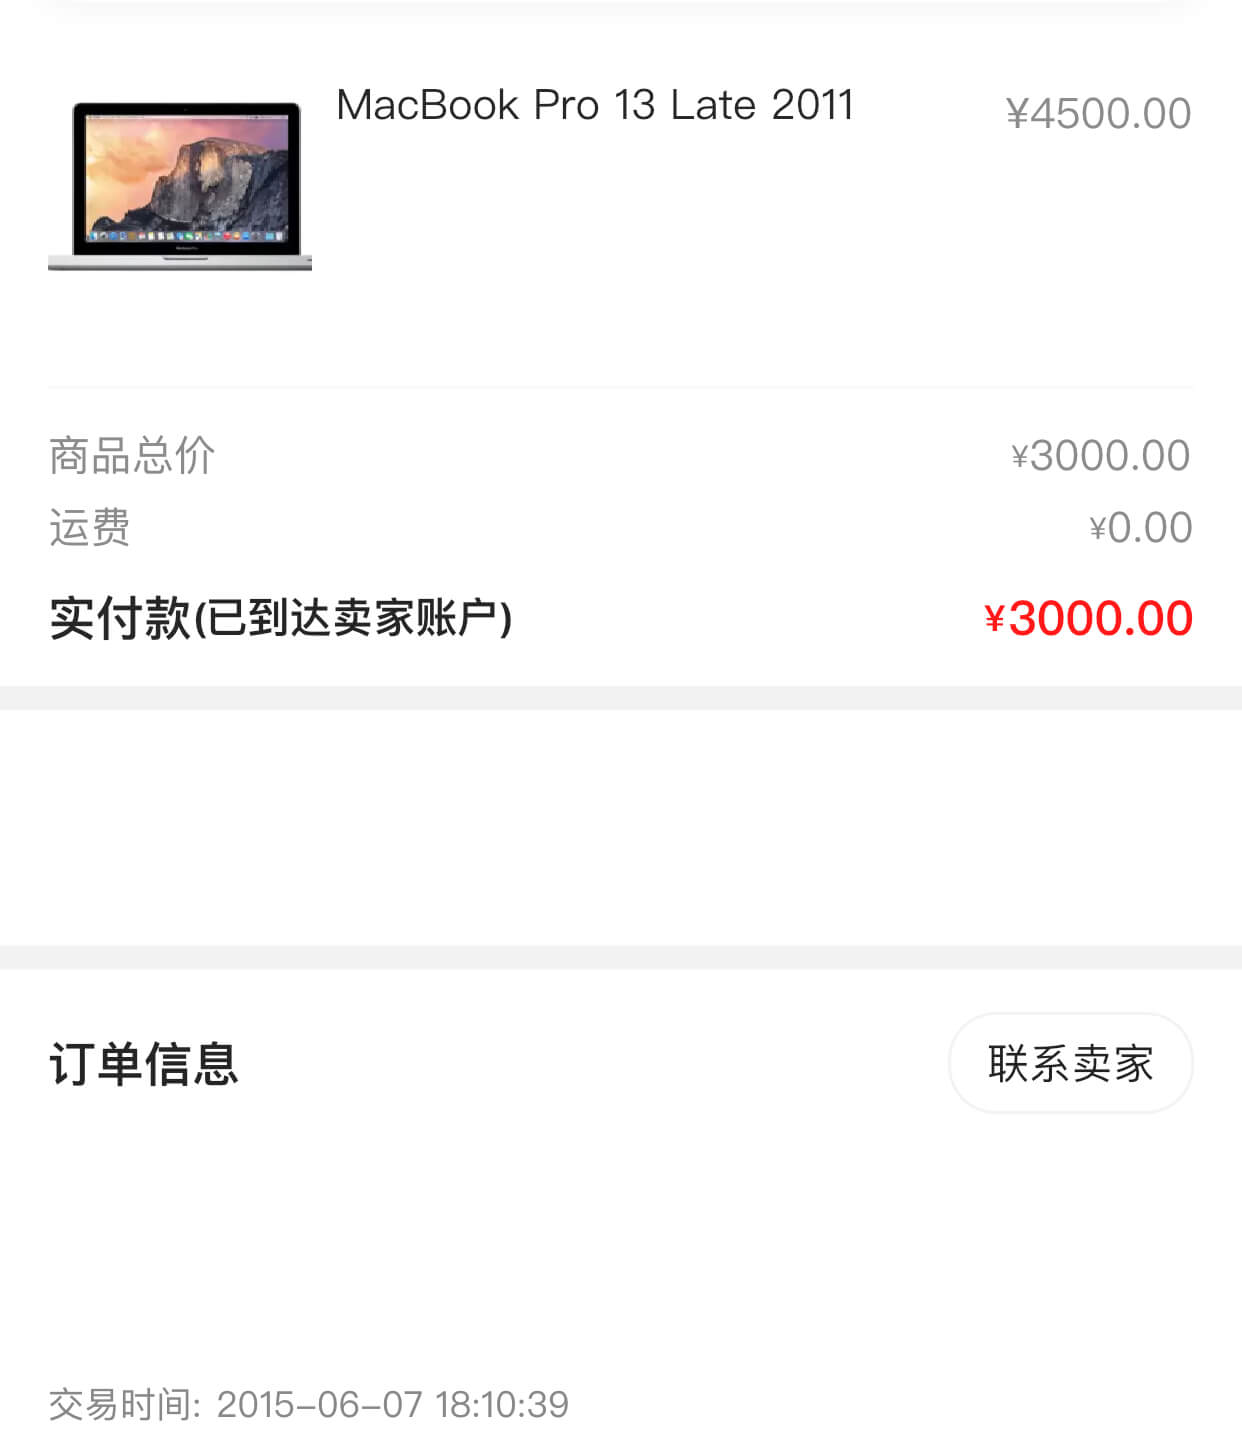 MacBook Pro 13 Late 2011
¥4500.00
商品总价 ¥3000.00
运费 ¥0.00
实付款(已到达卖家账户) ¥3000.00
订单信息 联系卖家
交易时间: 2015-06-07 18:10:39